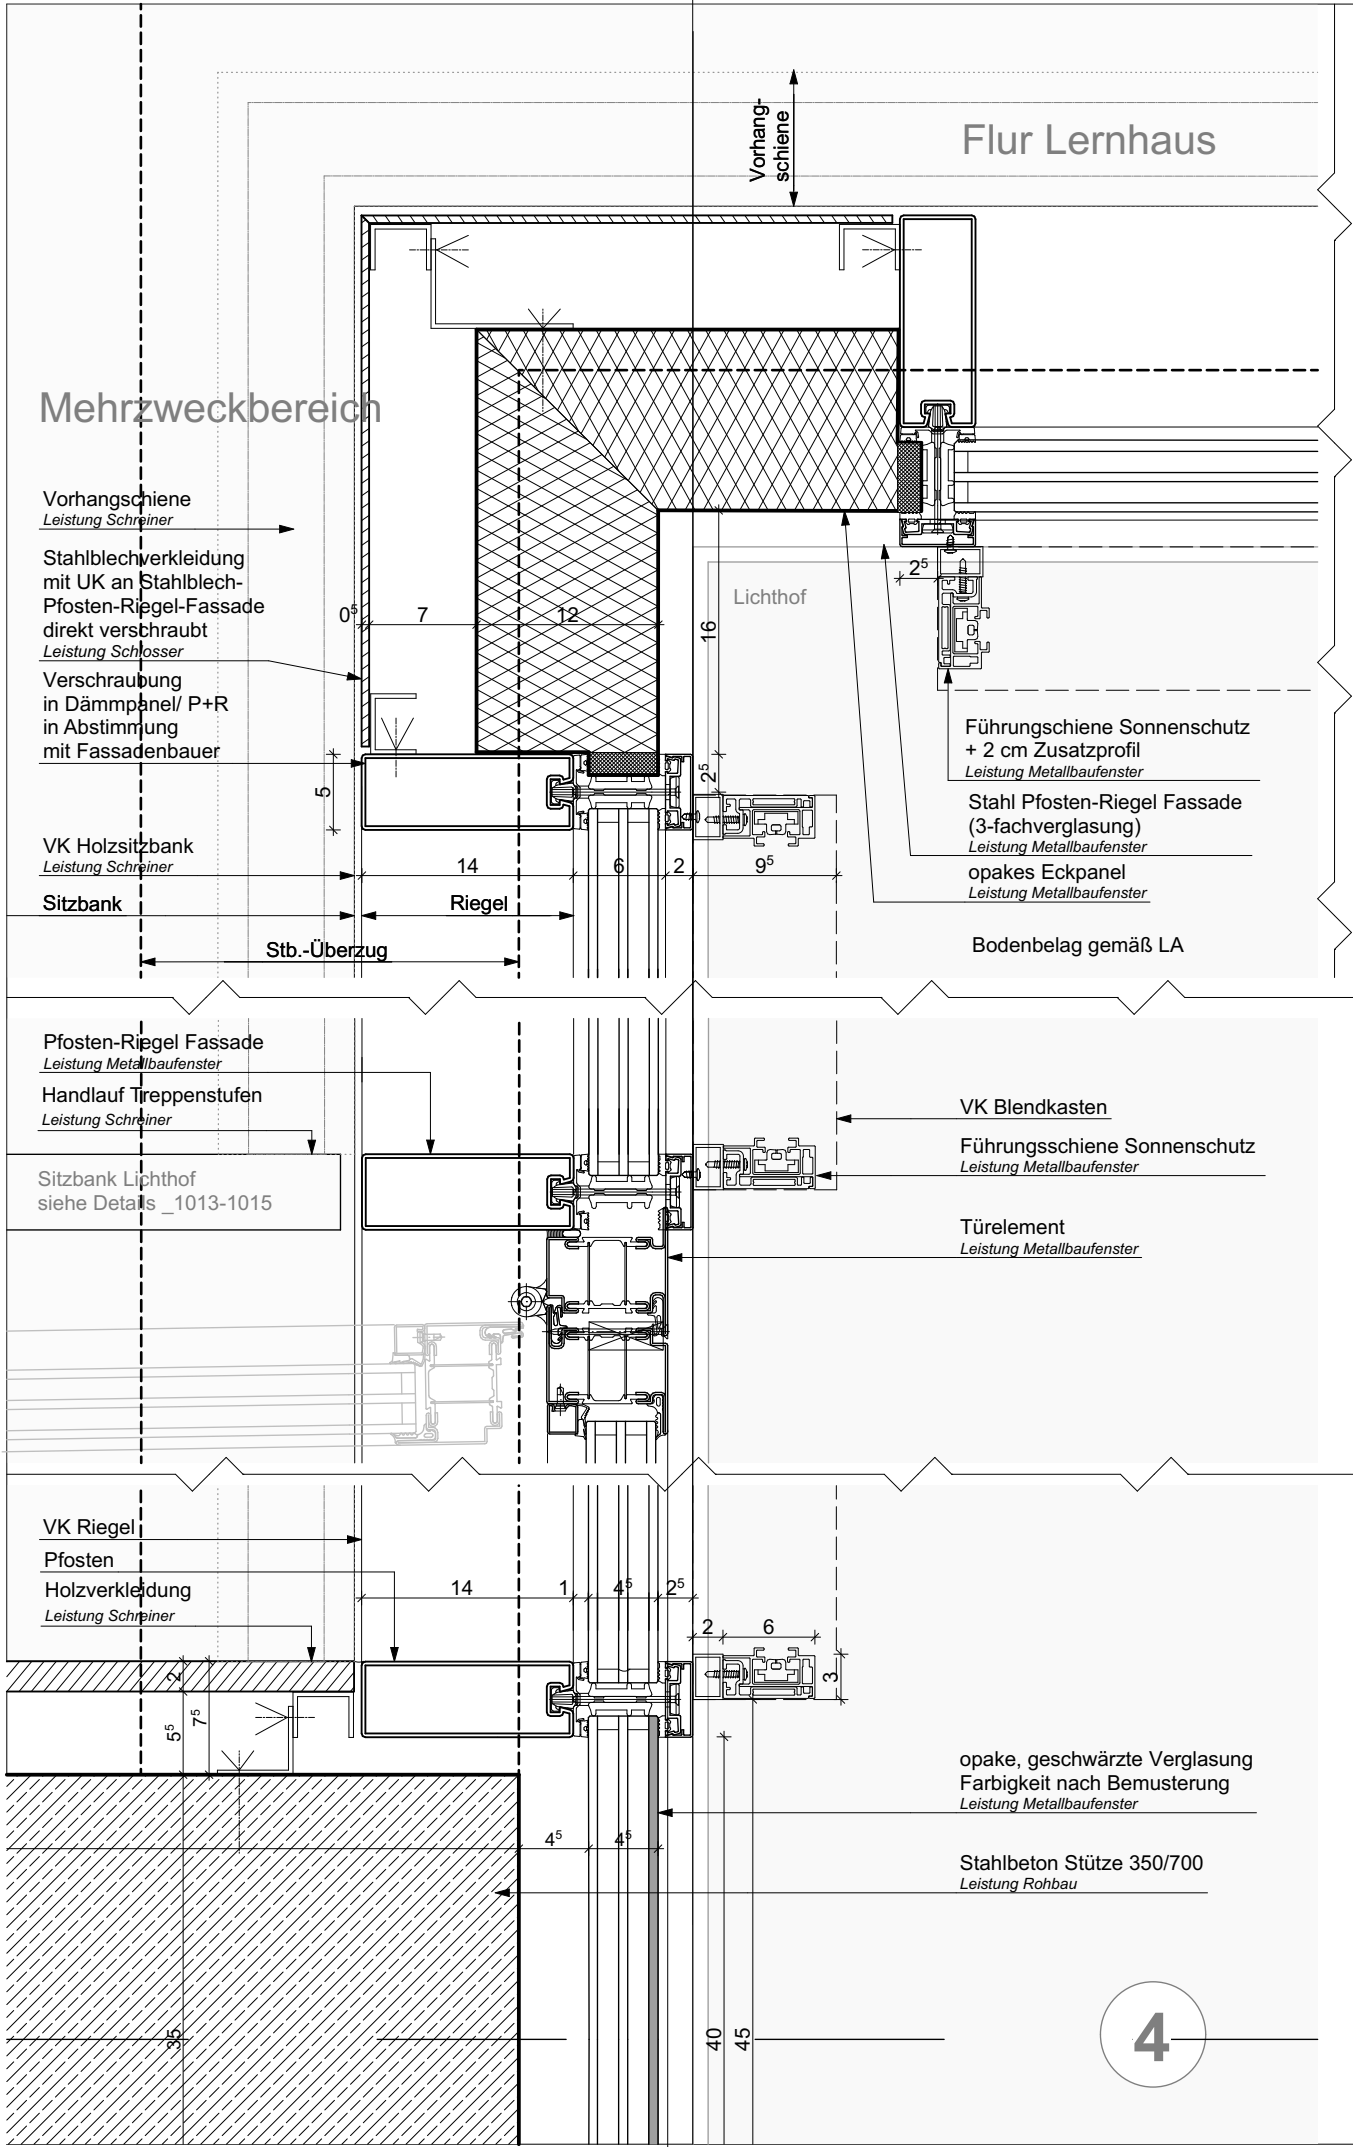 Vorhang-
schiene
Flur Lernhaus
Mehrzweckbereich
Vorhangschiene
Leistung Schreiner
Stahlblechverkleidung
mit UK an Stahlblech-
Pfosten-Riegel-Fassade
direkt verschraubt
Leistung Schlosser
Verschraubung
in Dämmpanel/ P+R
in Abstimmung
mit Fassadenbauer
0⁵
7
12
16
2⁵
2⁵
5
Lichthof
Führungschiene Sonnenschutz
+ 2 cm Zusatzprofil
Leistung Metallbaufenster
Stahl Pfosten-Riegel Fassade
(3-fachverglasung)
Leistung Metallbaufenster
opakes Eckpanel
Leistung Metallbaufenster
Bodenbelag gemäß LA
VK Holzsitzbank
Leistung Schreiner
14
6
2
9⁵
Sitzbank
Riegel
Stb.-Überzug
Pfosten-Riegel Fassade
Leistung Metallbaufenster
Handlauf Treppenstufen
Leistung Schreiner
Sitzbank Lichthof
siehe Details _1013-1015
VK Blendkasten
Führungsschiene Sonnenschutz
Leistung Metallbaufenster
Türelement
Leistung Metallbaufenster
VK Riegel
Pfosten
Holzverkleidung
Leistung Schreiner
14
1
4⁵
2⁵
2
6
3
2
5⁵
7⁵
opake, geschwärzte Verglasung
Farbigkeit nach Bemusterung
Leistung Metallbaufenster
4⁵
4⁵
Stahlbeton Stütze 350/700
Leistung Rohbau
35
40
45
4